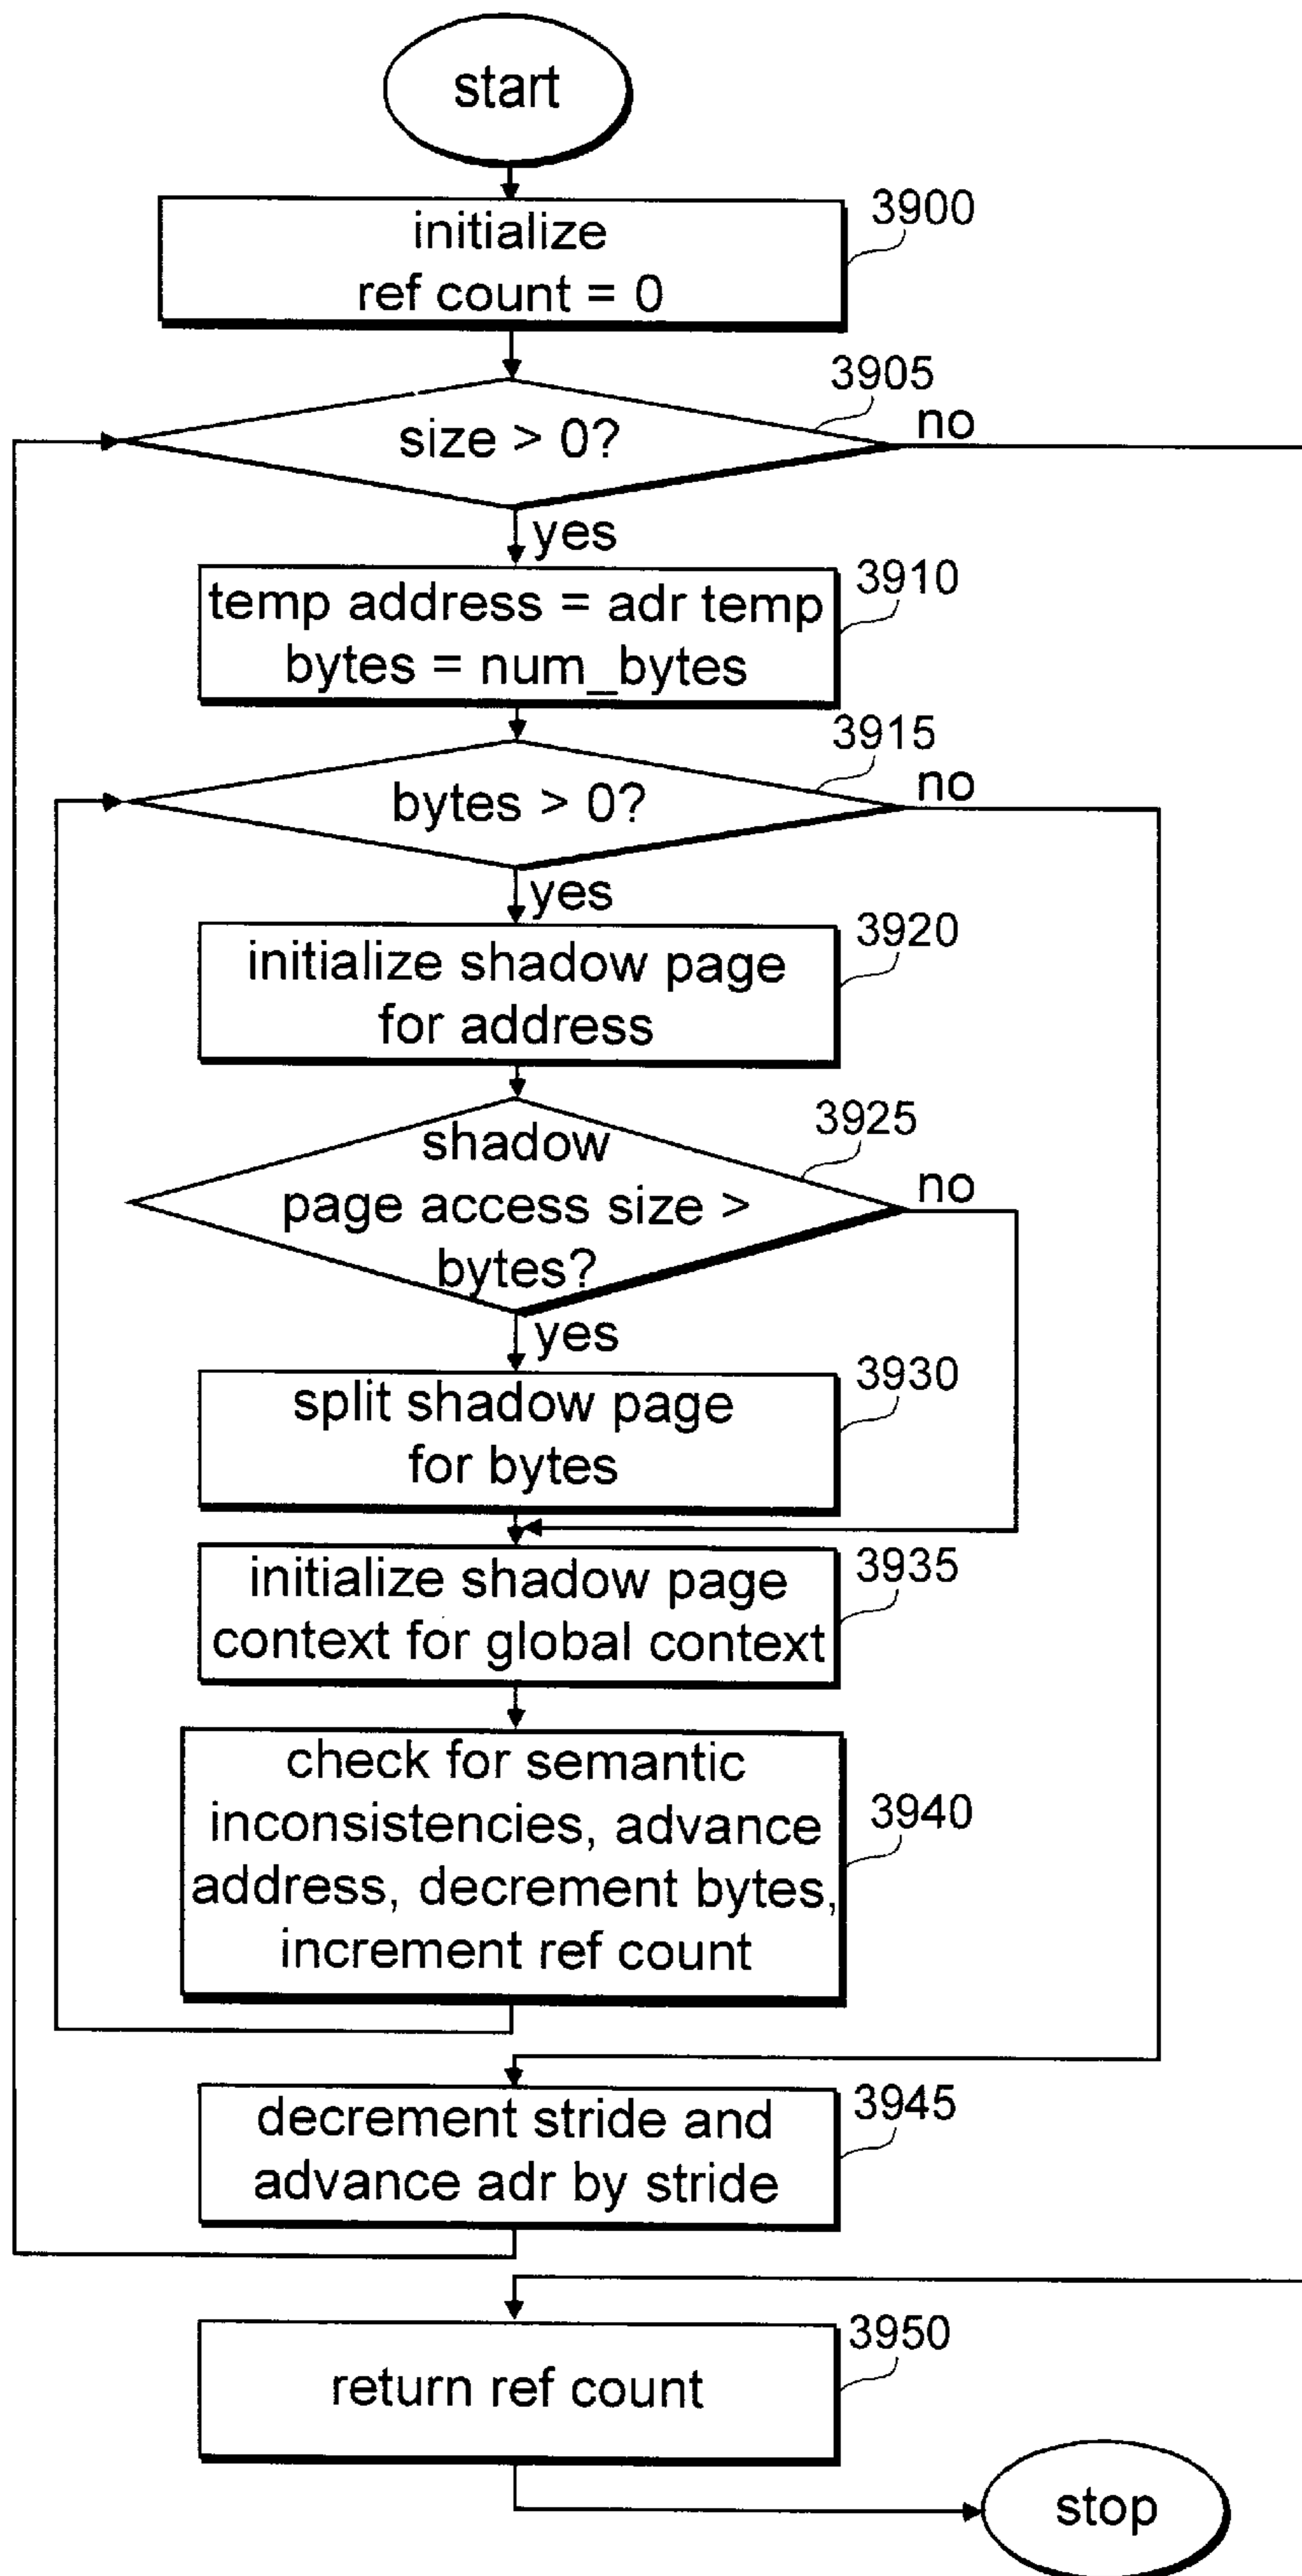 start
initialize
ref count = 0
3900
size > 0?
3905
no
yes
temp address = adr temp
bytes = num_bytes
3910
bytes > 0?
3915
no
yes
initialize shadow page
for address
3920
shadow
page access size >
bytes?
3925
no
yes
split shadow page
for bytes
3930
initialize shadow page
context for global context
3935
check for semantic
inconsistencies, advance
address, decrement bytes,
increment ref count
3940
decrement stride and
advance adr by stride
3945
return ref count
3950
stop